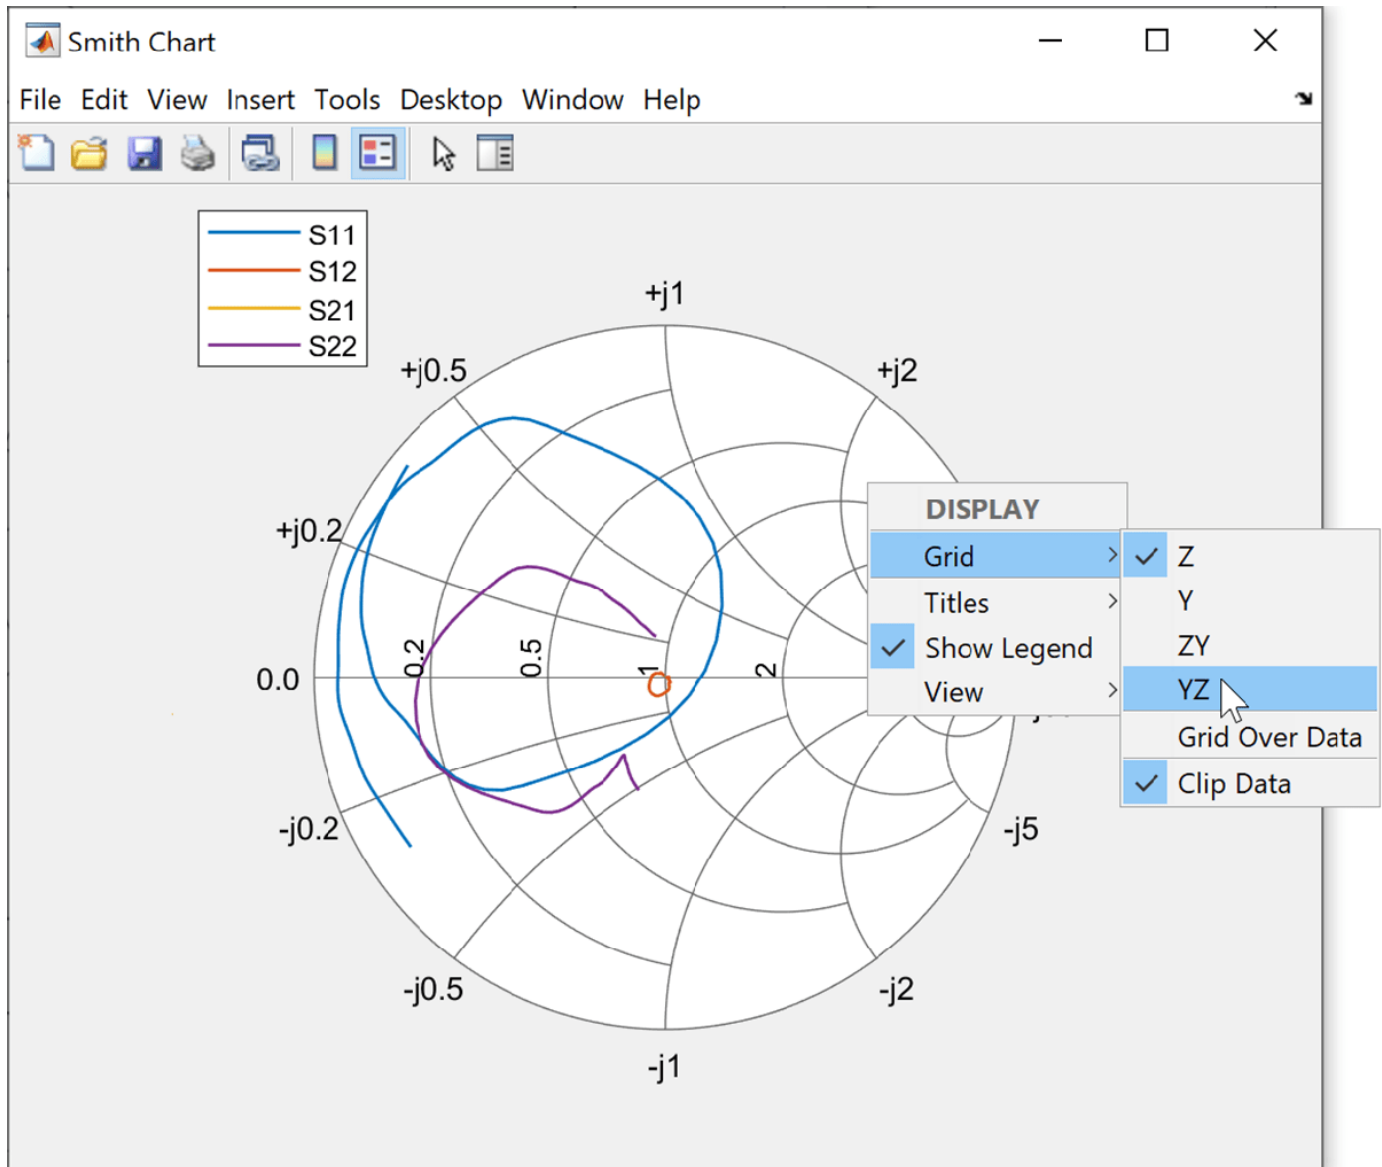 Smith Chart
File Edit View Insert Tools Desktop Window Help
S11
S12
S21
S22
+j1
+j0.5
+j2
+j0.2
0.0
0.2
0.5
1
2
-j0.2
-j5
-j0.5
-j2
-j1
DISPLAY
Grid
Titles
Show Legend
View
Z
Y
ZY
YZ
Grid Over Data
Clip Data